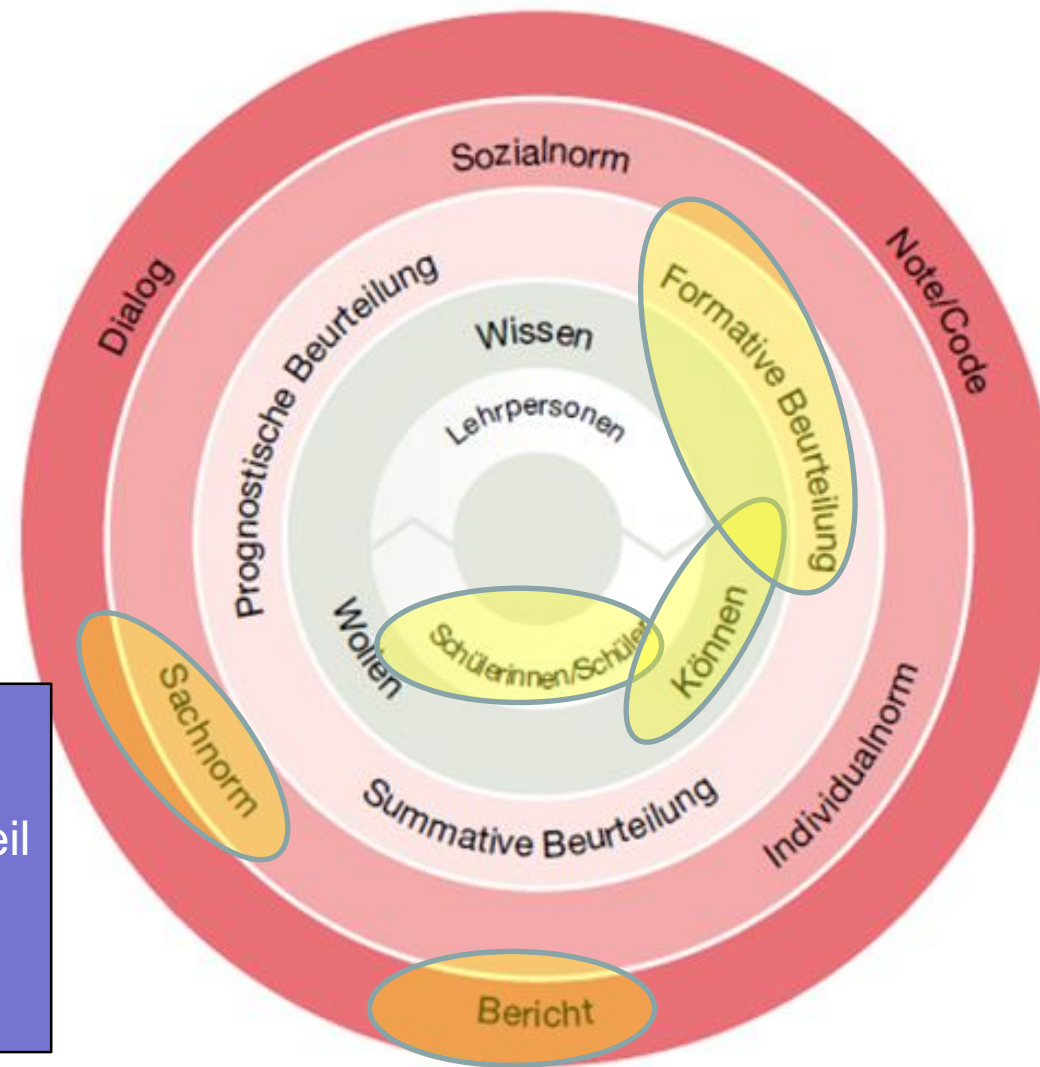 Sozialnorm
Dialog
Note/Code
Prognostische Beurteilung
Formative Beurteilung
Wissen
Lehrpersonen
Wollen
Schülerinnen/Schüler
Können
Sachnorm
Summative Beurteilung
Individualnorm
eil
Bericht